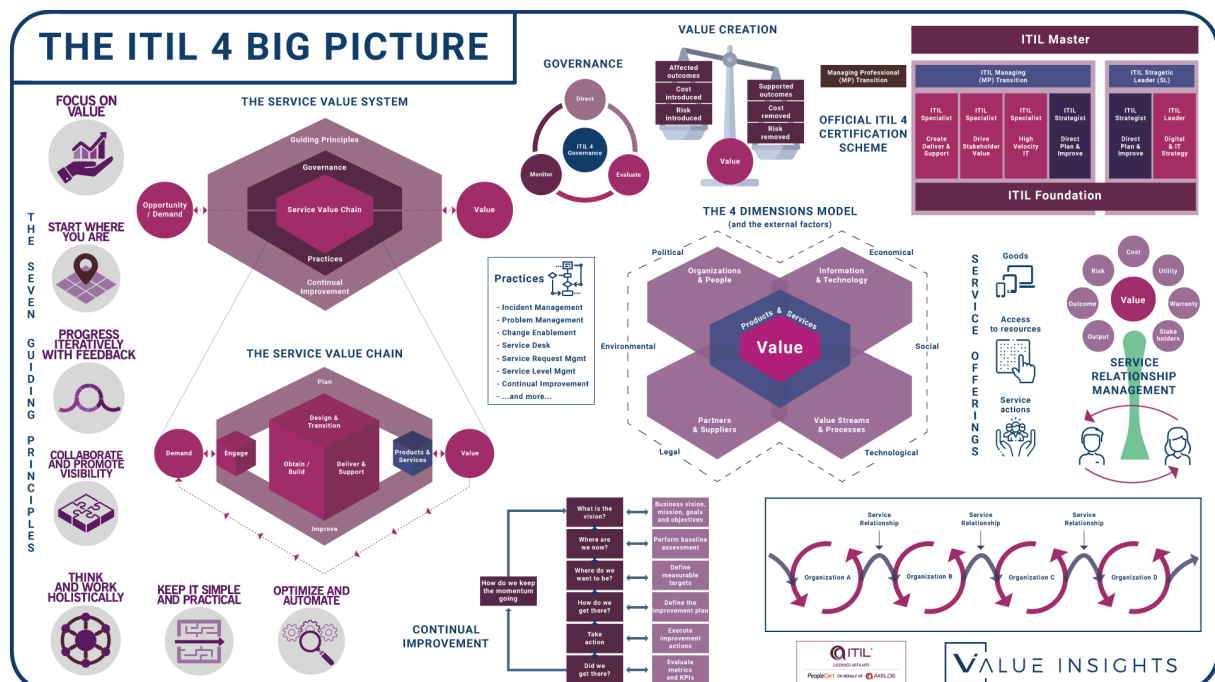 THE ITIL 4 BIG PICTURE
FOCUS ON
VALUE
START WHERE
YOU ARE
PROGRESS
ITERATIVELY
WITH FEEDBACK
COLLABORATE
AND PROMOTE
VISIBILITY
THINK
AND WORK
HOLISTICALLY
KEEP IT SIMPLE
AND PRACTICAL
OPTIMIZE AND
AUTOMATE
THE SEVEN GUIDING PRINCIPLES
THE SERVICE VALUE SYSTEM
Guiding Principles
Governance
Opportunity
/ Demand
Service Value Chain
Value
Practices
Continual
Improvement
THE SERVICE VALUE CHAIN
Plan
Design &
Transition
Demand
Engage
Obtain /
Build
Deliver &
Support
Products &
Services
Value
Improve
GOVERNANCE
Direct
ITIL 4
Governance
Monitor
Evaluate
VALUE CREATION
Affected
outcomes
Cost
introduced
Risk
introduced
Supported
outcomes
Cost
removed
Risk
removed
Value
Managing Professional
(MP) Transition
OFFICIAL ITIL 4
CERTIFICATION
SCHEME
ITIL Master
ITIL Managing
(MP) Transition
ITIL Stragetic
Leader (SL)
ITIL
Specialist
Create
Deliver &
Support
ITIL
Specialist
Drive
Stakeholder
Value
ITIL
Specialist
High
Velocity
IT
ITIL
Strategist
Direct
Plan &
Improve
ITIL
Strategist
Direct
Plan &
Improve
ITIL
Leader
Digital
& IT
Strategy
ITIL Foundation
Practices
- Incident Management
- Problem Management
- Change Enablement
- Service Desk
- Service Request Mgmt
- Service Level Mgmt
- Continual Improvement
- ...and more...
THE 4 DIMENSIONS MODEL
(and the external factors)
Political
Economical
Organizations
& People
Information
& Technology
Products & Services
Environmental
Value
Social
Partners
& Suppliers
Value Streams
& Processes
Legal
Technological
SERVICE OFFERINGS
Goods
Access
to resources
Service
actions
Cost
Risk
Utility
Outcome
Value
Warranty
Output
Stake
holders
SERVICE
RELATIONSHIP
MANAGEMENT
CONTINUAL
IMPROVEMENT
How do we keep
the momentum
going
What is the
vision?
Business vision,
mission, goals
and objectives
Where are
we now?
Perform baseline
assessment
Where do we
want to be?
Define
measurable
targets
How do we
get there?
Define the
improvement plan
Take
action
Execute
improvement
actions
Did we
get there?
Evaluate
metrics
and KPIs
Service
Relationship
Service
Relationship
Service
Relationship
Organization A
Organization B
Organization C
Organization D
ITIL
LICENSED AFFILIATE
PeopleCert ON BEHALF OF AXELOS
VALUE INSIGHTS